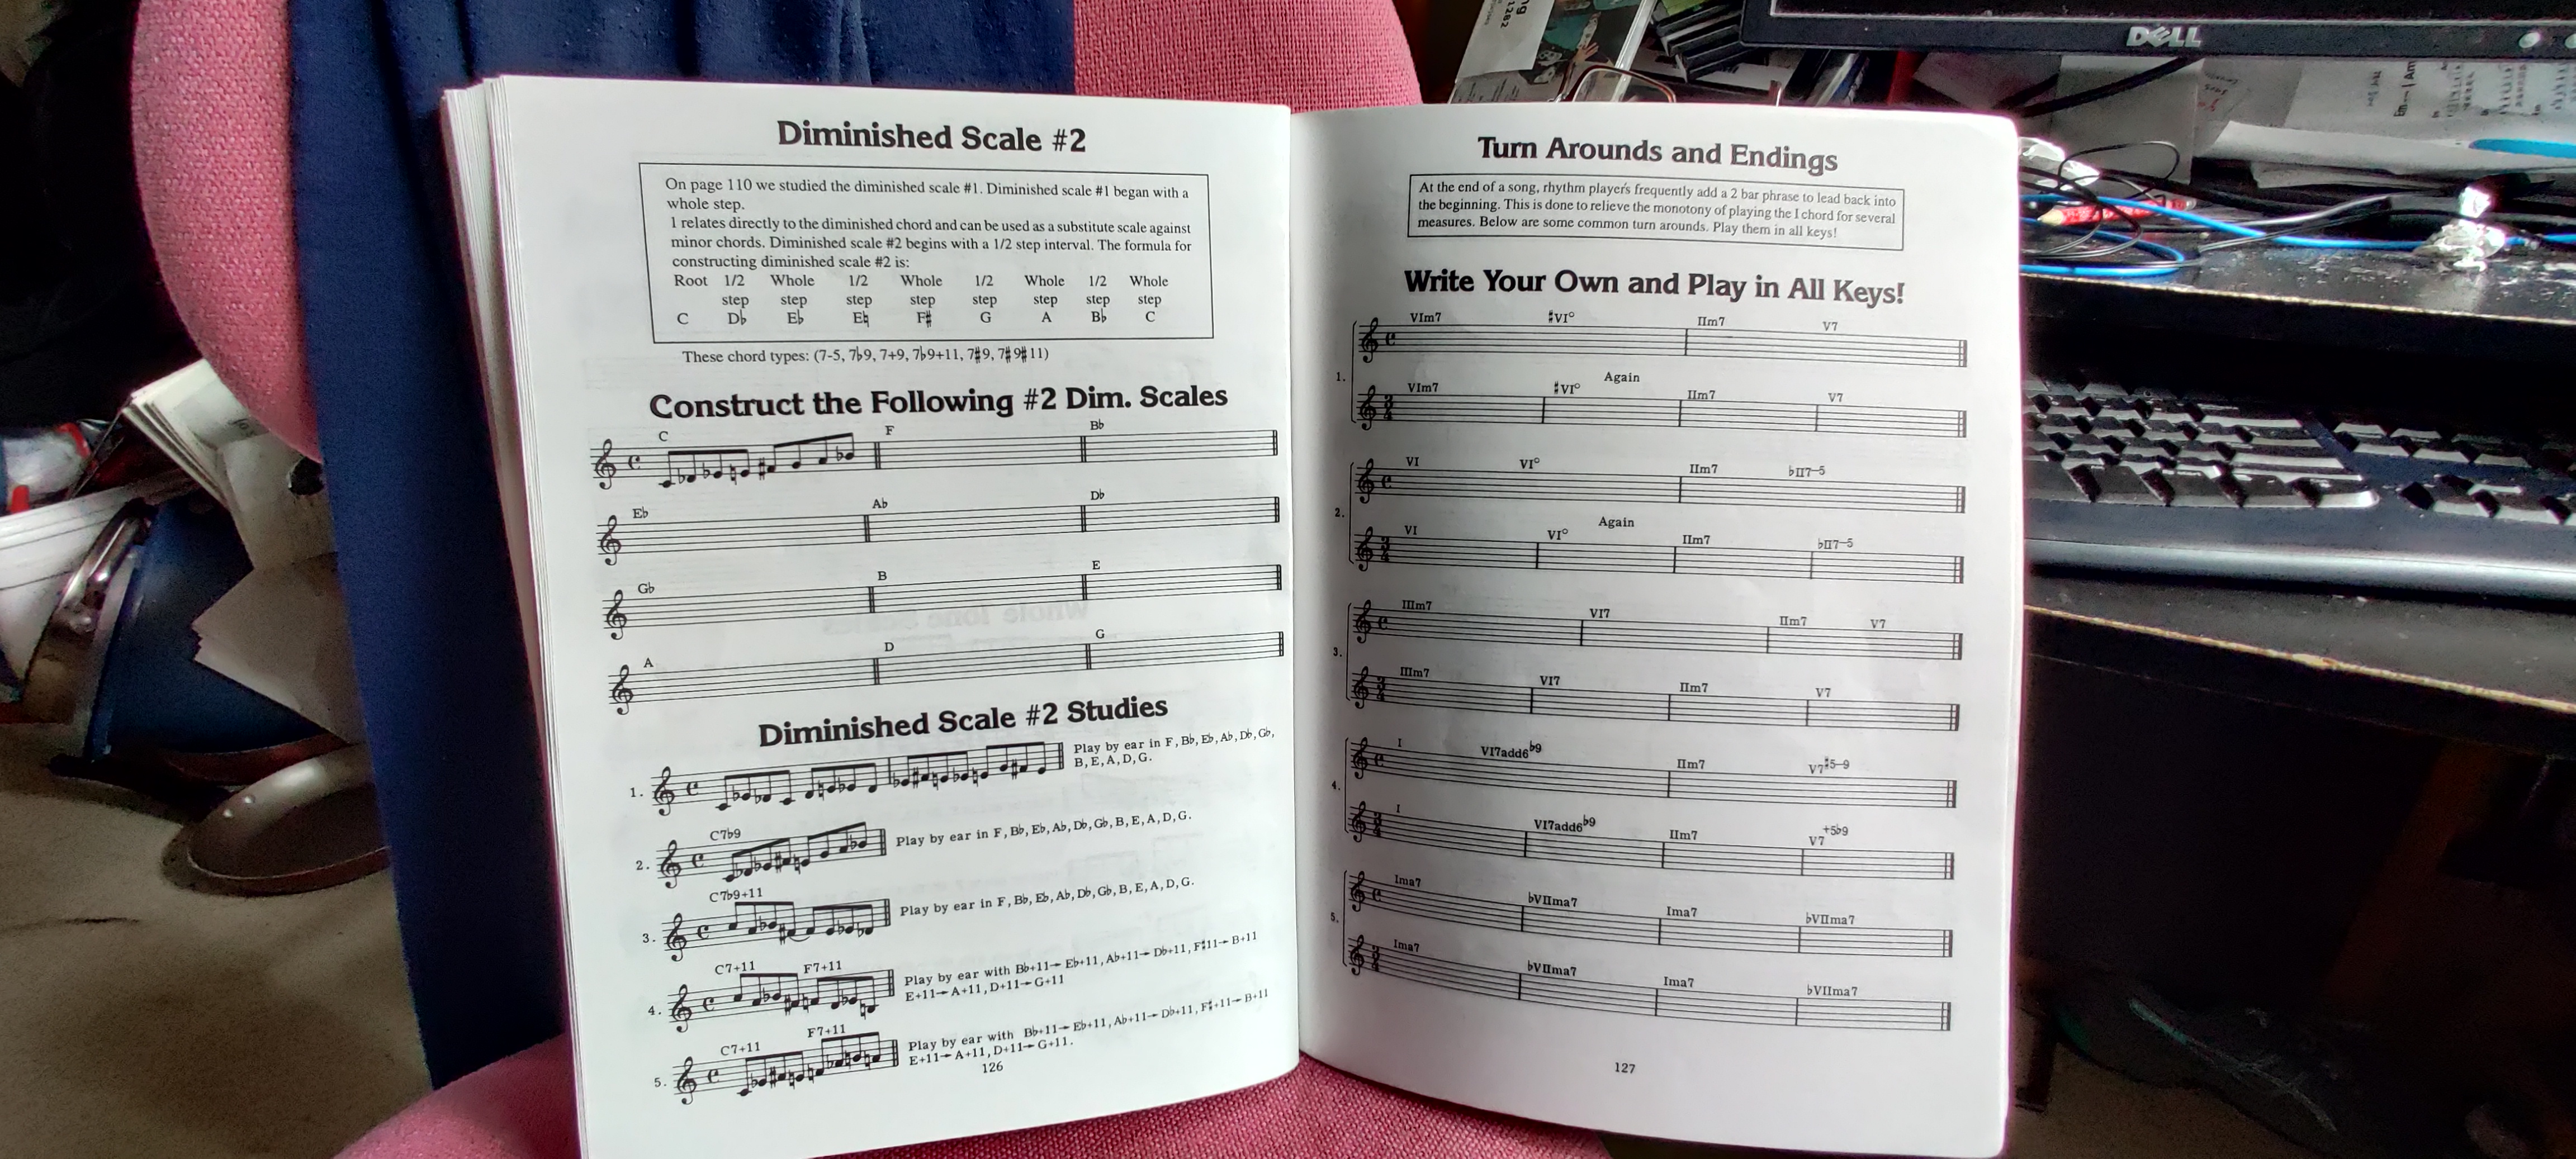 DELL
Diminished Scale #2
On page 110 we studied the diminished scale #1. Diminished scale #1 began with a
whole step.
1 relates directly to the diminished chord and can be used as a substitute scale against
minor chords. Diminished scale #2 begins with a 1/2 step interval. The formula for
constructing diminished scale #2 is:
Root 1/2 Whole 1/2 Whole 1/2 Whole 1/2 Whole
step step step step step step step step
C D♭ E♭ E♮ F♯ G A B♭ C
These chord types: (7-5, 7♭9, 7+9, 7♭9+11, 7♯9, 7♯9♯11)
Construct the Following #2 Dim. Scales
C F B♭
E♭ A♭ D♭
G♭ B E
A D G
Diminished Scale #2 Studies
1. Play by ear in F, B♭, E♭, A♭, D♭, G♭,
B, E, A, D, G.
C7♭9
2. Play by ear in F, B♭, E♭, A♭, D♭, G♭, B, E, A, D, G.
C7♭9+11
3. Play by ear in F, B♭, E♭, A♭, D♭, G♭, B, E, A, D, G.
C7+11 F7+11
4. Play by ear with B♭+11→ E♭+11, A♭+11→ D♭+11, F♯11→ B+11
E+11→ A+11, D+11→ G+11
C7+11 F7+11
5. Play by ear with B♭+11→ E♭+11, A♭+11→ D♭+11, F♯+11→ B+11
E+11→ A+11, D+11→ G+11.
126
Turn Arounds and Endings
At the end of a song, rhythm player's frequently add a 2 bar phrase to lead back into
the beginning. This is done to relieve the monotony of playing the I chord for several
measures. Below are some common turn arounds. Play them in all keys!
Write Your Own and Play in All Keys!
VIm7 ♯VI° IIm7 V7
1. Again
VIm7 ♯VI° IIm7 V7
VI VI° IIm7 ♭II7-5
2. Again
VI VI° IIm7 ♭II7-5
IIIm7 VI7 IIm7 V7
3.
IIIm7 VI7 IIm7 V7
I VI7add6♭9 IIm7 V7♯5-9
4.
I VI7add6♭9 IIm7 V7+5♭9
Ima7 ♭VIIma7 Ima7 ♭VIIma7
5.
Ima7 ♭VIIma7 Ima7 ♭VIIma7
127